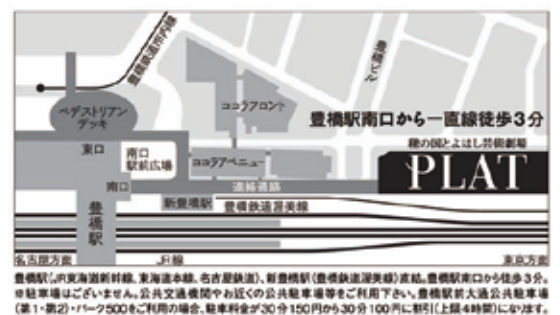 豊橋鉄道市内線
豊橋ビル
ココラフロント
ペデストリアン
デッキ
豊橋駅南口から一直線徒歩3分
穂の国とよはし芸術劇場
PLAT
東口
南口
駅前広場
ココラアベニュー
南口
連絡通路
新豊橋駅
豊橋鉄道渥美線
豊橋駅
名古屋方面
JR線
東京方面
豊橋駅(JR東海道新幹線、東海道本線、名古屋鉄道)、新豊橋駅(豊橋鉄道渥美線)直結。豊橋駅南口から徒歩3分。
※駐車場はございません。公共交通機関やお近くの公共駐車場等をご利用下さい。豊橋駅前大通公共駐車場
(第1・第2)・パーク500をご利用の場合、駐車料金が30分150円から30分100円に割引(上限4時間)になります。